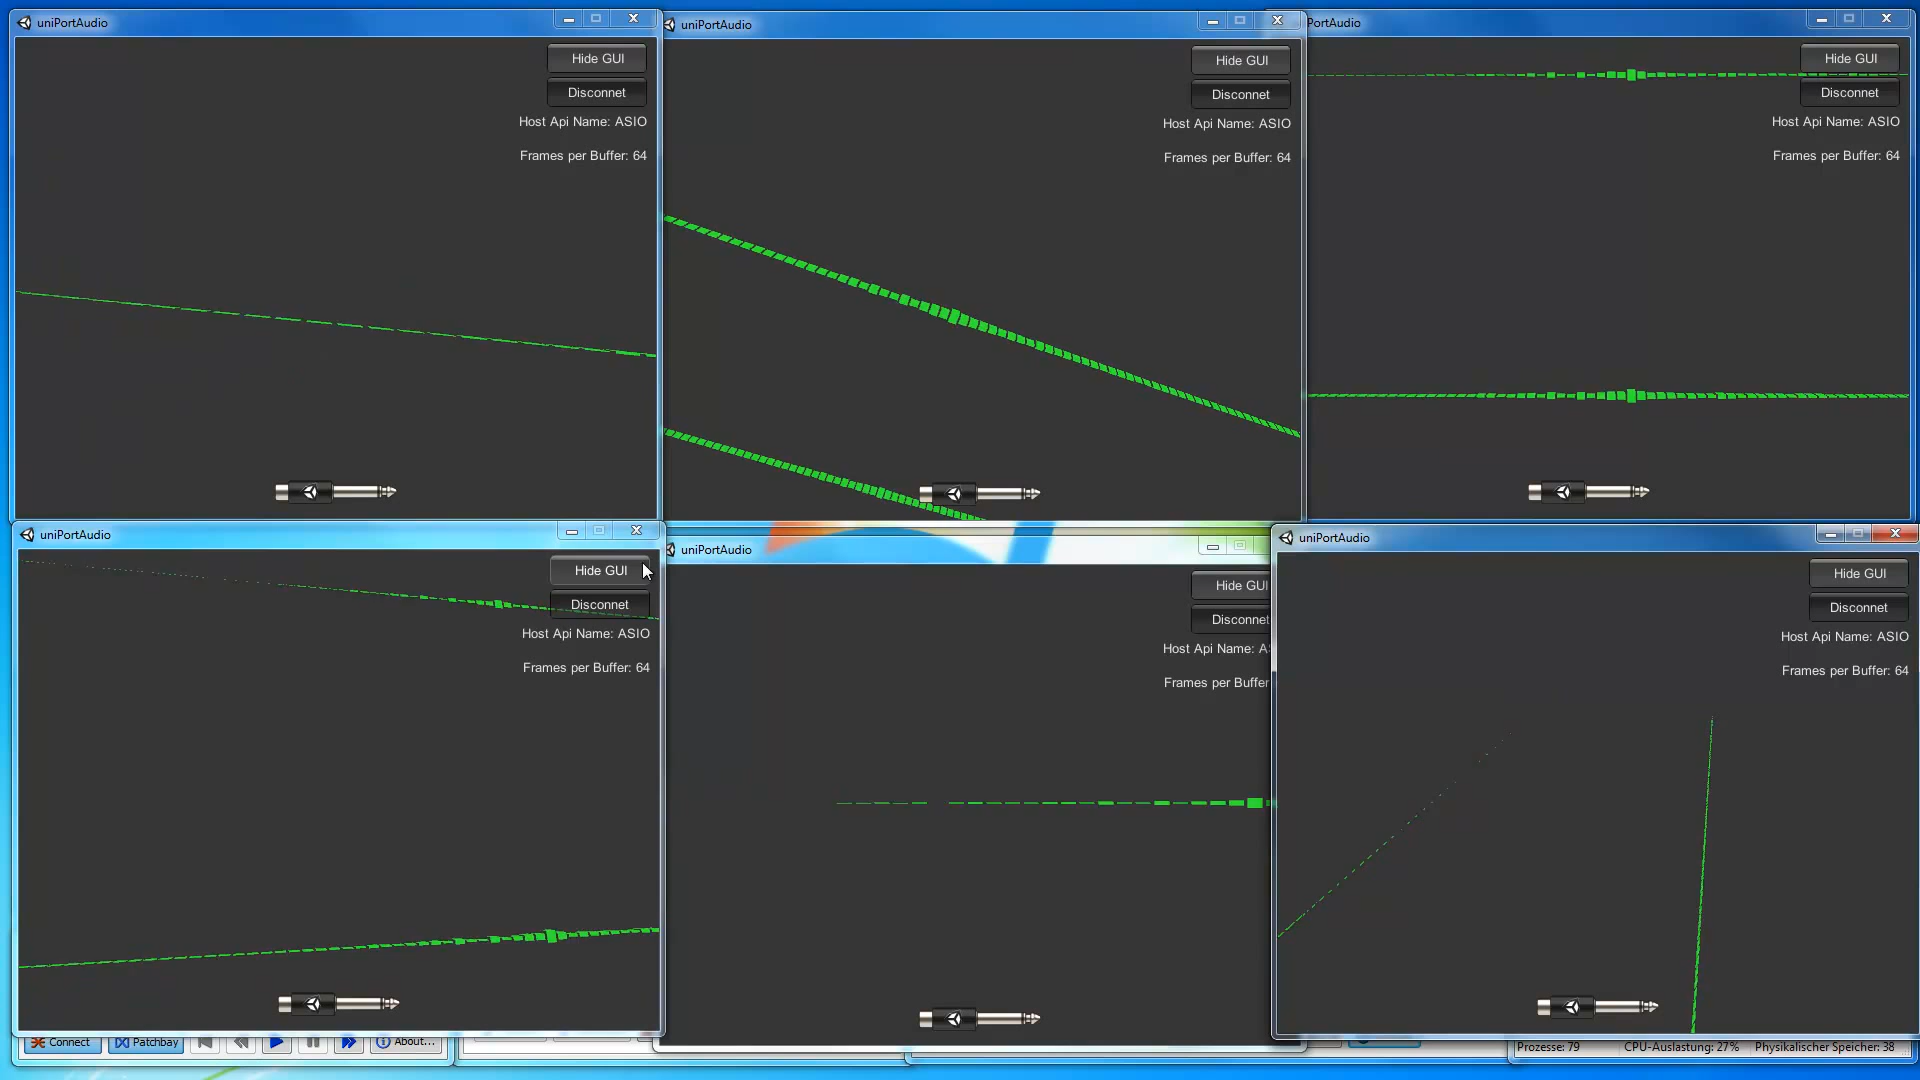 uniPortAudio
Hide GUI
Disconnet
Host Api Name: ASIO
Frames per Buffer: 64
uniPortAudio
Hide GUI
Disconnet
Host Api Name: ASIO
Frames per Buffer: 64
PortAudio
Hide GUI
Disconnet
Host Api Name: ASIO
Frames per Buffer: 64
uniPortAudio
Hide GUI
Disconnet
Host Api Name: ASIO
Frames per Buffer: 64
uniPortAudio
Hide GUI
Disconnet
Host Api Name: A
Frames per Buffer
uniPortAudio
Hide GUI
Disconnet
Host Api Name: ASIO
Frames per Buffer: 64
Connect Patchbay About...
Prozesse: 79 CPU-Auslastung: 27% Physikalischer Speicher: 38